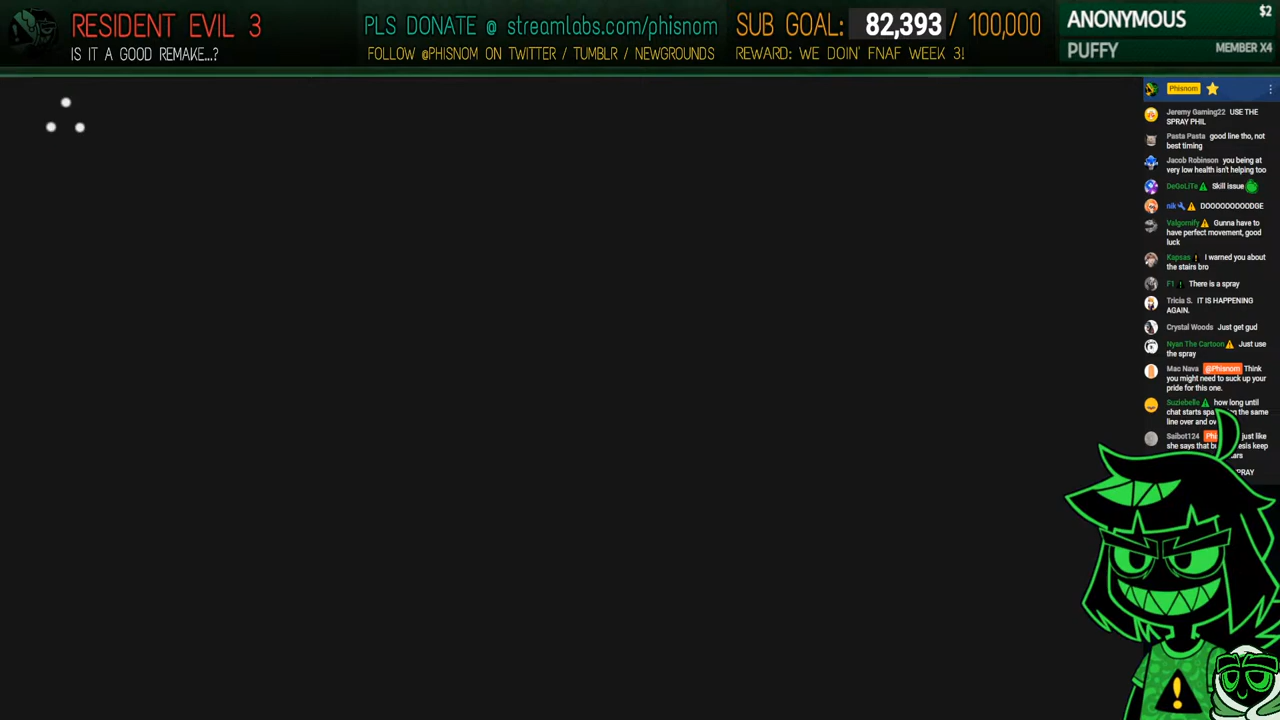 RESIDENT EVIL 3
IS IT A GOOD REMAKE...?
PLS DONATE @ streamlabs.com/phisnom
FOLLOW @PHISNOM ON TWITTER / TUMBLR / NEWGROUNDS
SUB GOAL: 82,393 / 100,000
REWARD: WE DOIN' FNAF WEEK 3!
ANONYMOUS $2
PUFFY MEMBER X4
Phisnom
Jeremy Gaming22 USE THE
SPRAY PHIL
Pasta Pasta good line tho, not
best timing
Jacob Robinson you being at
very low health isn't helping too
DeGoLiTe Skill issue
nik DOOOOOOOOODGE
Valgomify Gunna have to
have perfect movement, good
luck
Kapsas I warned you about
the stairs bro
F1 There is a spray
Tricia S. IT IS HAPPENING
AGAIN.
Crystal Woods Just get gud
Nyan The Cartoon Just use
the spray
Mac Nava @Phisnom Think
you might need to suck up your
pride for this one.
Suziebelle how long until
chat starts the same
line over and
Saibot124 just like
she says that keep
SPRAY